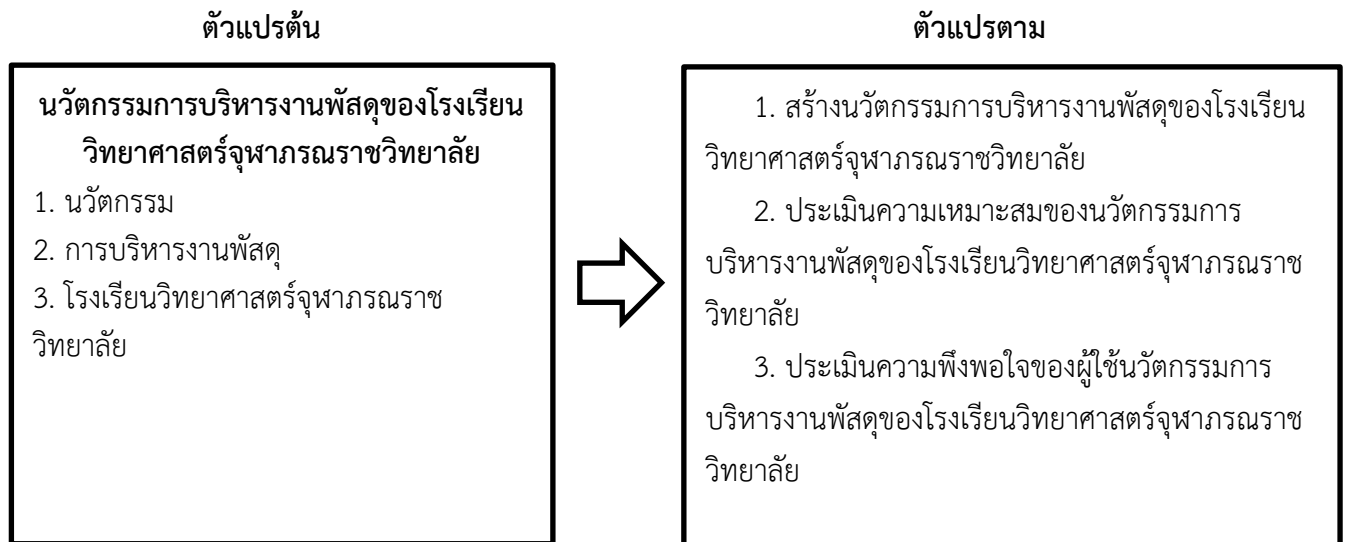 ตัวแปรต้น
นวัตกรรมการบริหารงานพัสดุของโรงเรียน
วิทยาศาสตร์จุฬาภรณราชวิทยาลัย
1. นวัตกรรม
2. การบริหารงานพัสดุ
3. โรงเรียนวิทยาศาสตร์จุฬาภรณราช
วิทยาลัย
ตัวแปรตาม
1. สร้างนวัตกรรมการบริหารงานพัสดุของโรงเรียน
วิทยาศาสตร์จุฬาภรณราชวิทยาลัย
2. ประเมินความเหมาะสมของนวัตกรรมการ
บริหารงานพัสดุของโรงเรียนวิทยาศาสตร์จุฬาภรณราช
วิทยาลัย
3. ประเมินความพึงพอใจของผู้ใช้นวัตกรรมการ
บริหารงานพัสดุของโรงเรียนวิทยาศาสตร์จุฬาภรณราช
วิทยาลัย